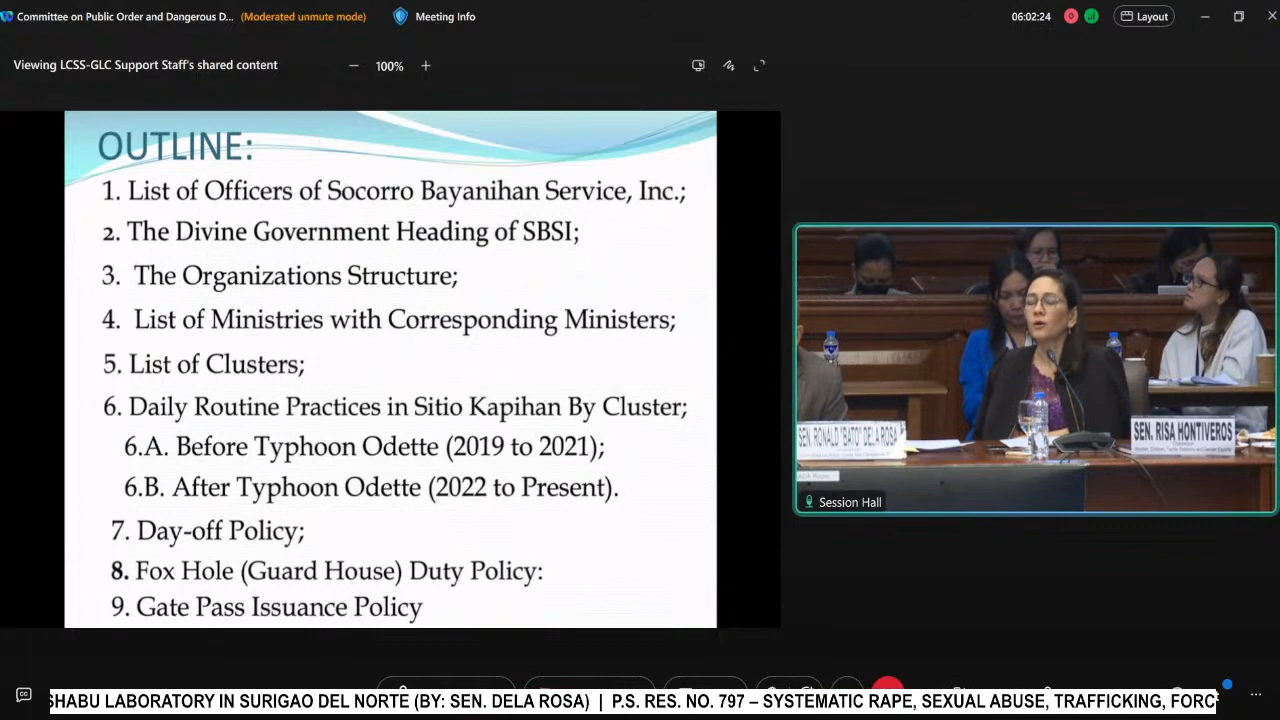 Committee on Public Order and Dangerous D... (Moderated unmute mode) Meeting Info 06:02:24 Layout
Viewing LCSS-GLC Support Staff's shared content 100%
OUTLINE:
1. List of Officers of Socorro Bayanihan Service, Inc.;
2. The Divine Government Heading of SBSI;
3. The Organizations Structure;
4. List of Ministries with Corresponding Ministers;
5. List of Clusters;
6. Daily Routine Practices in Sitio Kapihan By Cluster;
6.A. Before Typhoon Odette (2019 to 2021);
6.B. After Typhoon Odette (2022 to Present).
7. Day-off Policy;
8. Fox Hole (Guard House) Duty Policy:
9. Gate Pass Issuance Policy
SEN. RONALD "BATO" DELA ROSA
SEN. RISA HONTIVEROS
Session Hall
CC
SHABU LABORATORY IN SURIGAO DEL NORTE (BY: SEN. DELA ROSA) | P.S. RES. NO. 797 – SYSTEMATIC RAPE, SEXUAL ABUSE, TRAFFICKING, FORC